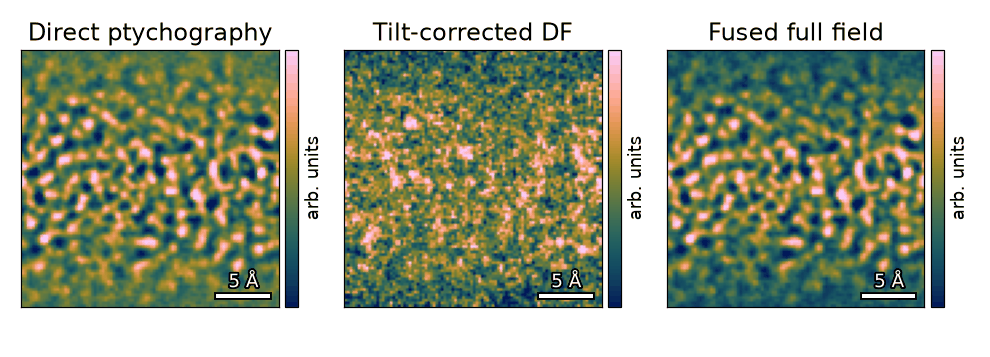 Direct ptychography
Tilt-corrected DF
Fused full field
arb. units
arb. units
arb. units
5 Å
5 Å
5 Å